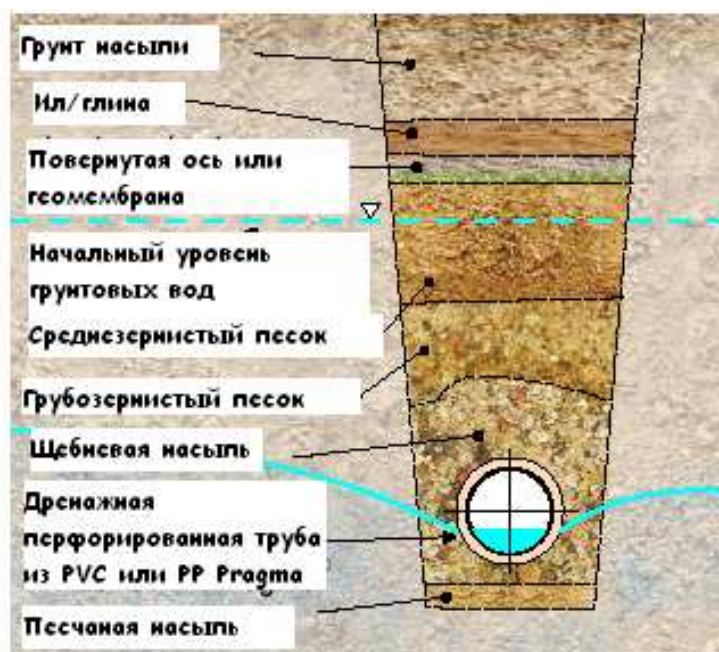 Грунт насыпи
Ил/глина
Повернутая ось или
геомембрана
Начальный уровень
грунтовых вод
Среднезернистый песок
Грубозернистый песок
Щебневая насыпь
Дренажная
перфорированная труба
из PVC или PP Pragma
Песчаная насыпь